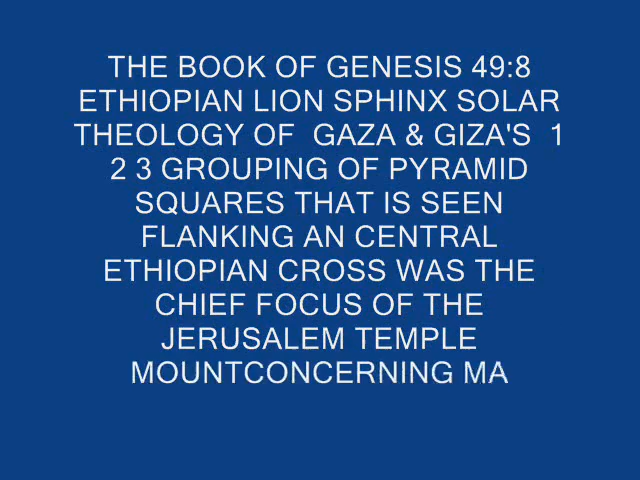 THE BOOK OF GENESIS 49:8
ETHIOPIAN LION SPHINX SOLAR
THEOLOGY OF  GAZA & GIZA'S  1
2 3 GROUPING OF PYRAMID
SQUARES THAT IS SEEN
FLANKING AN CENTRAL
ETHIOPIAN CROSS WAS THE
CHIEF FOCUS OF THE
JERUSALEM TEMPLE
MOUNTCONCERNING MA